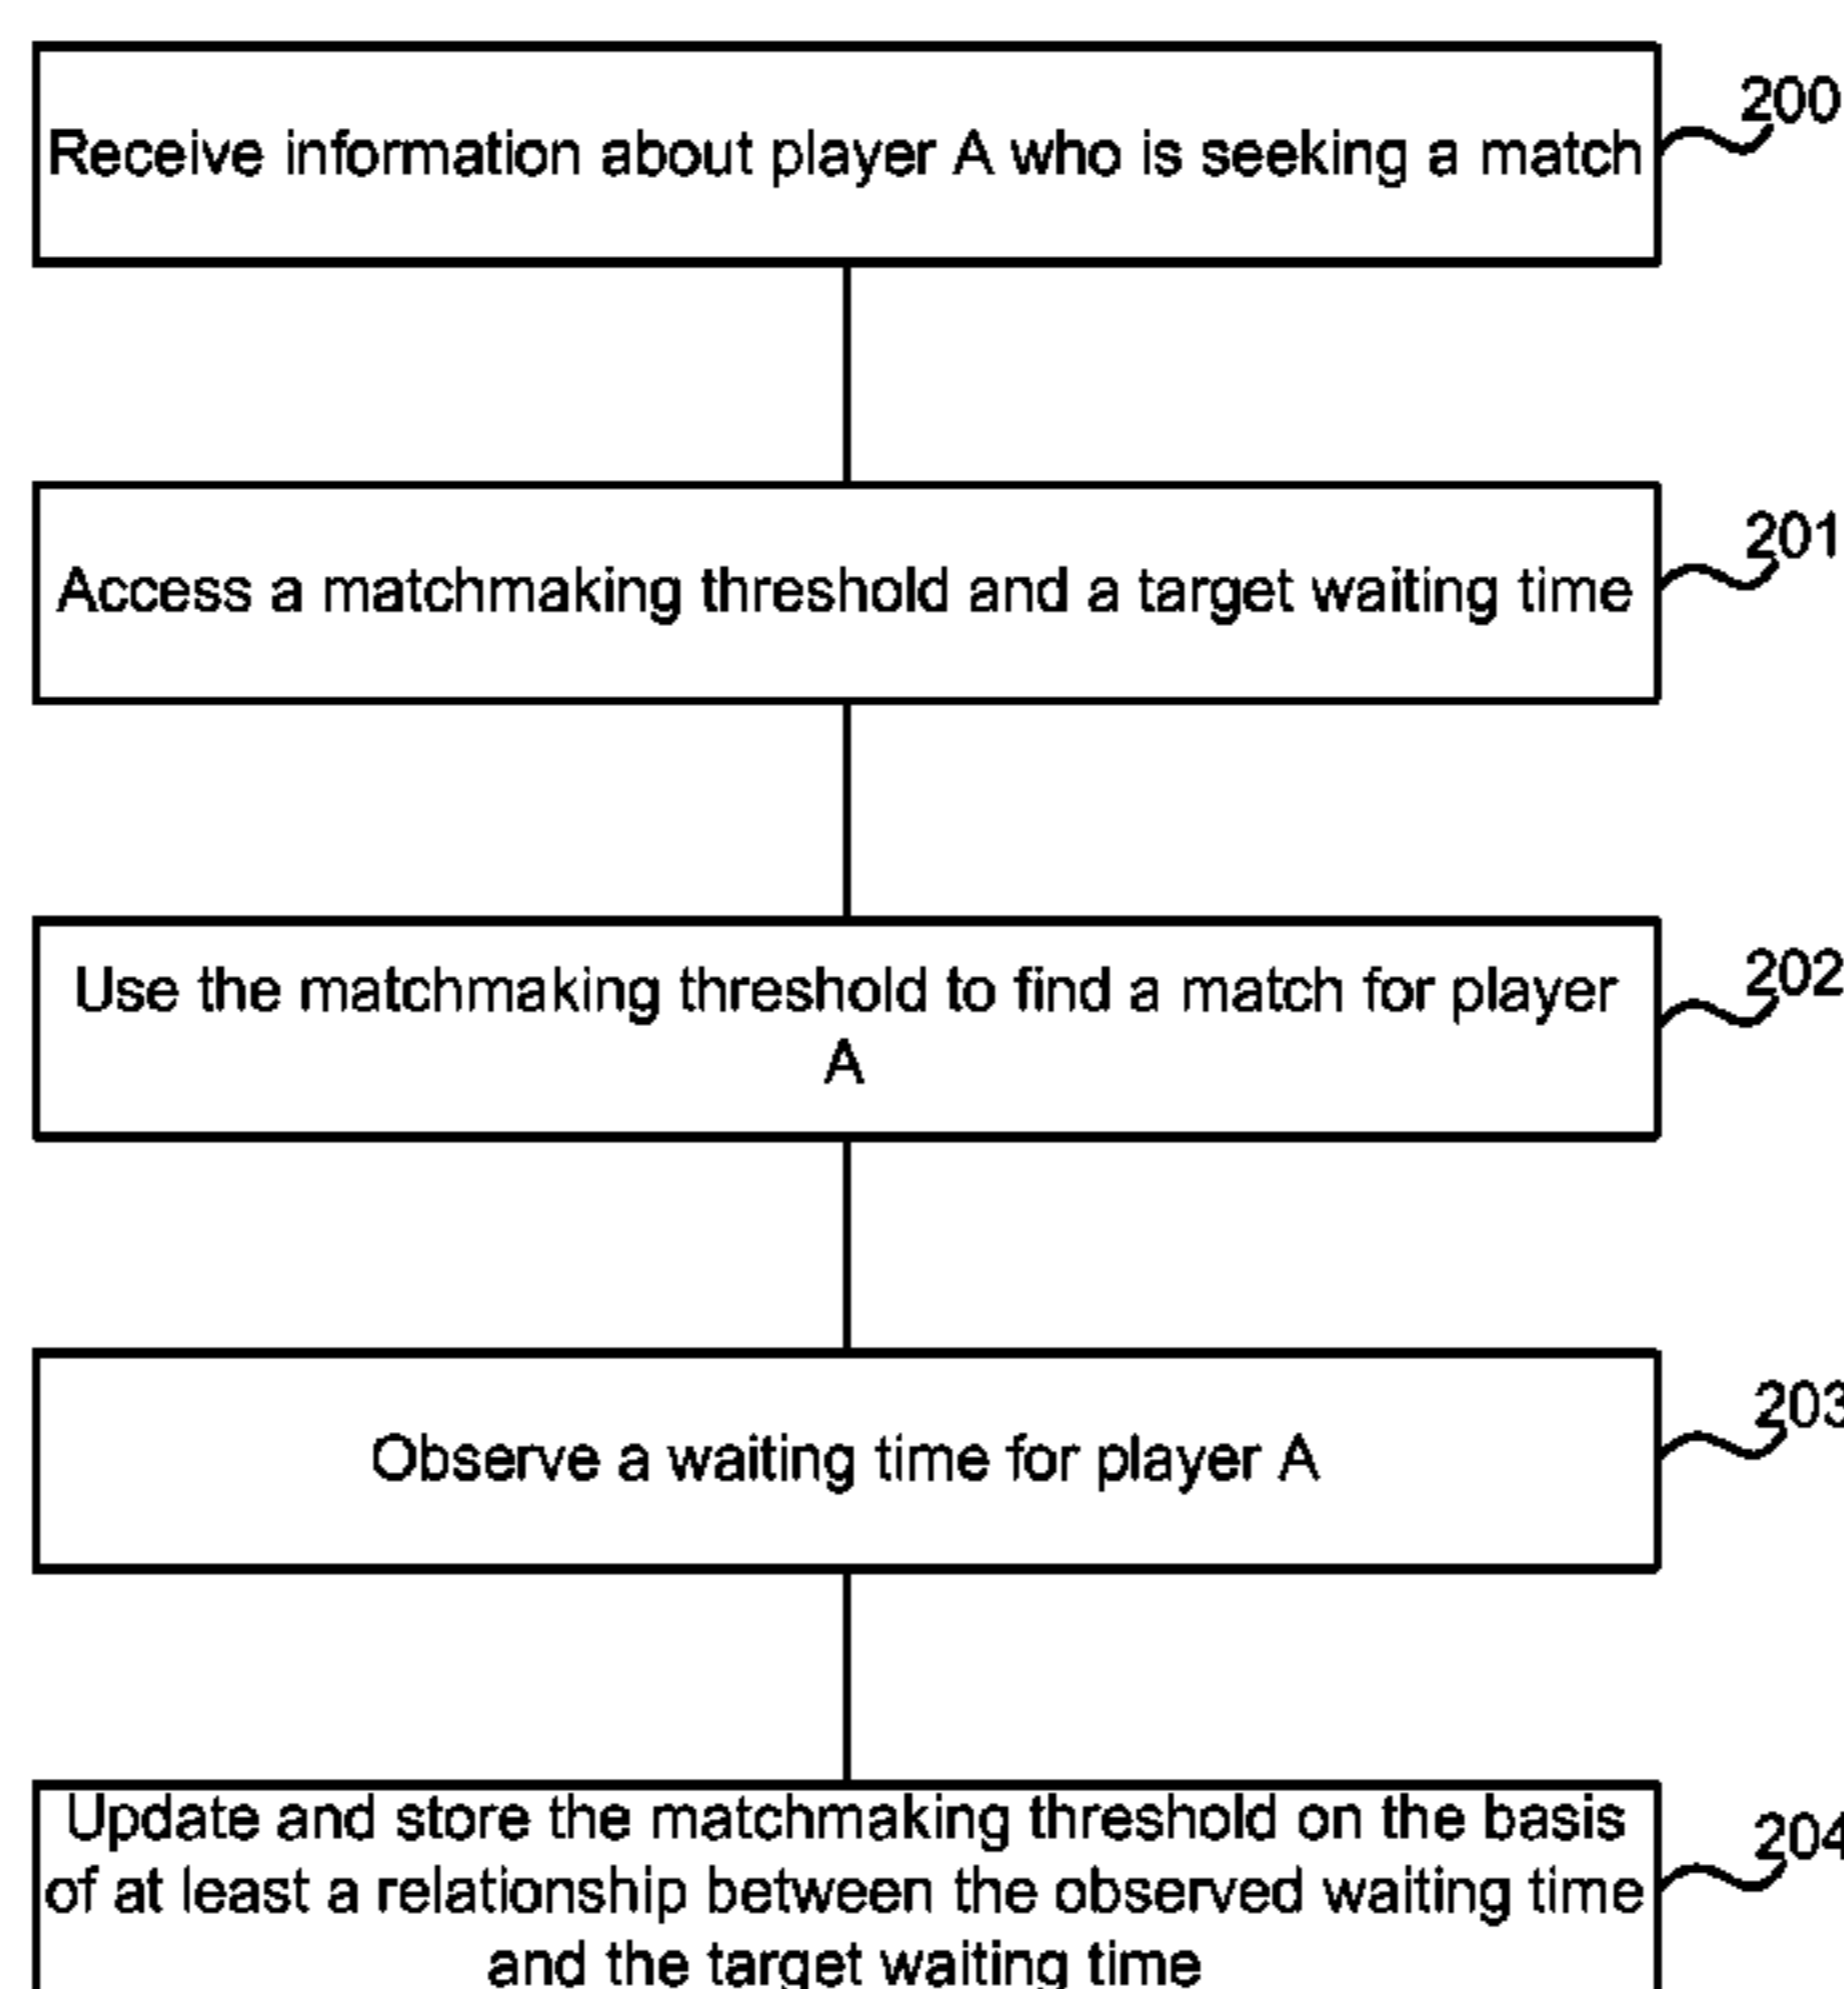 200
Receive information about player A who is seeking a match
201
Access a matchmaking threshold and a target waiting time
202
Use the matchmaking threshold to find a match for player
A
203
Observe a waiting time for player A
204
Update and store the matchmaking threshold on the basis
of at least a relationship between the observed waiting time
and the target waiting time